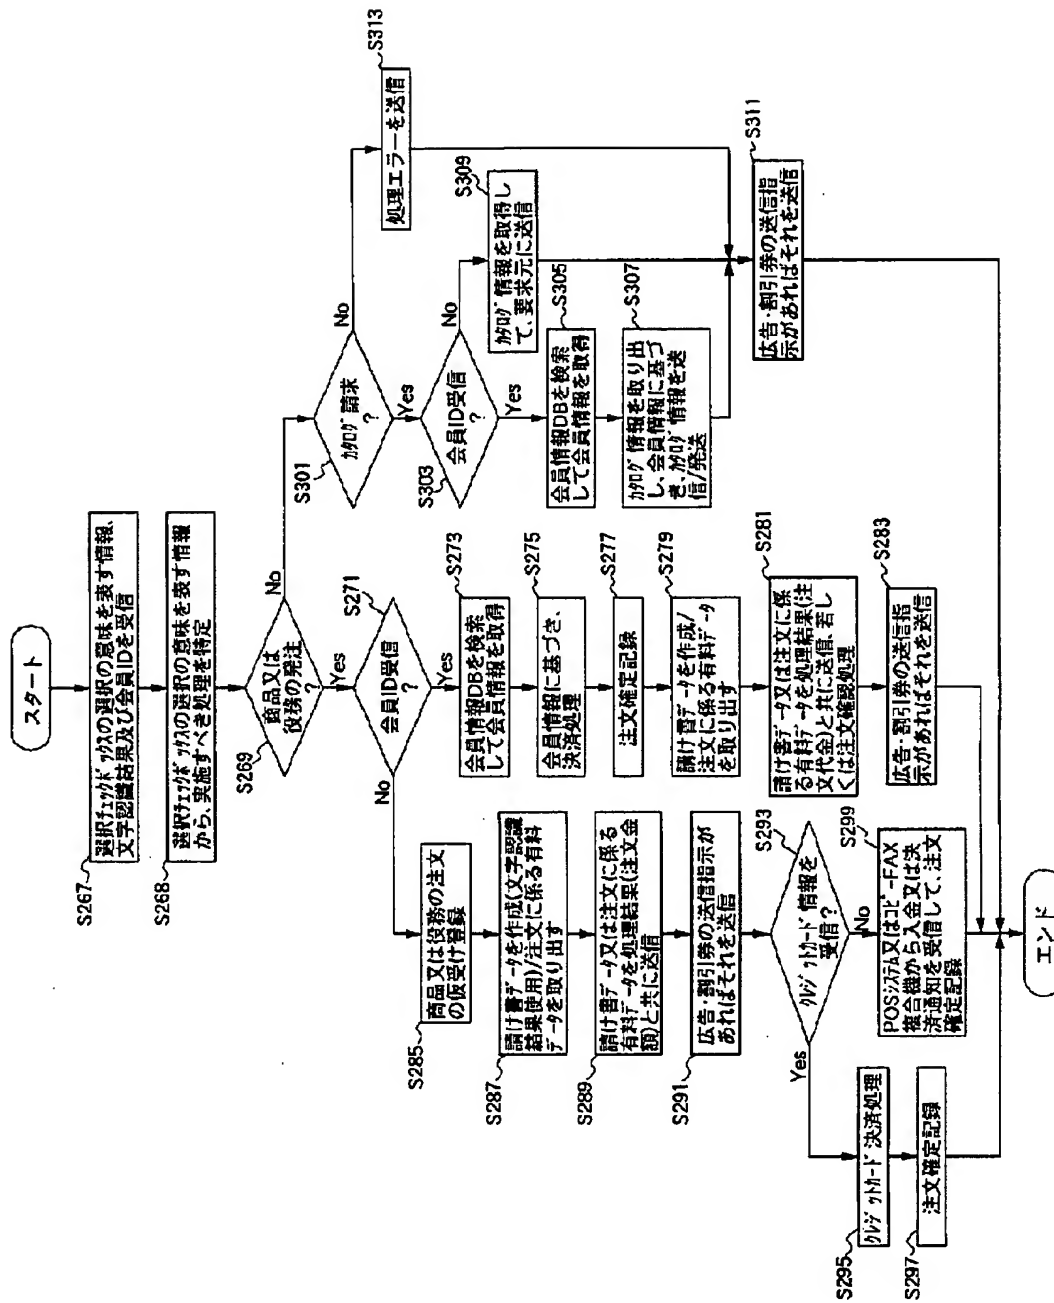 スタート
S267
選択チェックボックスの選択の意味を表す情報、
文字認識結果及び会員IDを受信
S268
選択チェックボックスの選択の意味を表す情報
から、実施すべき処理を特定
S269
商品又は
役務の発注
?
No
Yes
S271
会員ID受信
?
No
Yes
S273
会員情報DBを検索
して会員情報を取得
S275
会員情報に基づき、
決済処理
S277
注文確定記録
S279
請け書データを作成/
注文に係る有料データ
を取り出す
S281
請け書データ又は注文に係
る有料データを処理結果(注
文代金)と共に送信、若し
くは注文確認処理
S283
広告・割引券の送信指
示があればそれを送信
S285
商品又は役務の注文
の仮受け登録
S287
請け書データを作成(文字認識
結果使用)/注文に係る有料
データを取り出す
S289
請け書データ又は注文に係る
有料データを処理結果(注文金
額)と共に送信
S291
広告・割引券の送信指示が
あればそれを送信
S293
クレジットカード情報を
受信?
Yes
No
S295
クレジットカード決済処理
S297
注文確定記録
S299
POSシステム又はコピーFAX
複合機から入金又は決
済通知を受信して、注文
確定記録
S301
カタログ請求
?
No
Yes
S303
会員ID受信
?
No
Yes
S305
会員情報DBを検索
して会員情報を取得
S307
カタログ情報を取り出
し、会員情報に基づ
き、カタログ情報を送
信/発送
S309
カタログ情報を取得し
て、要求元に送信
S311
広告・割引券の送信指
示があればそれを送信
S313
処理エラーを送信
エンド